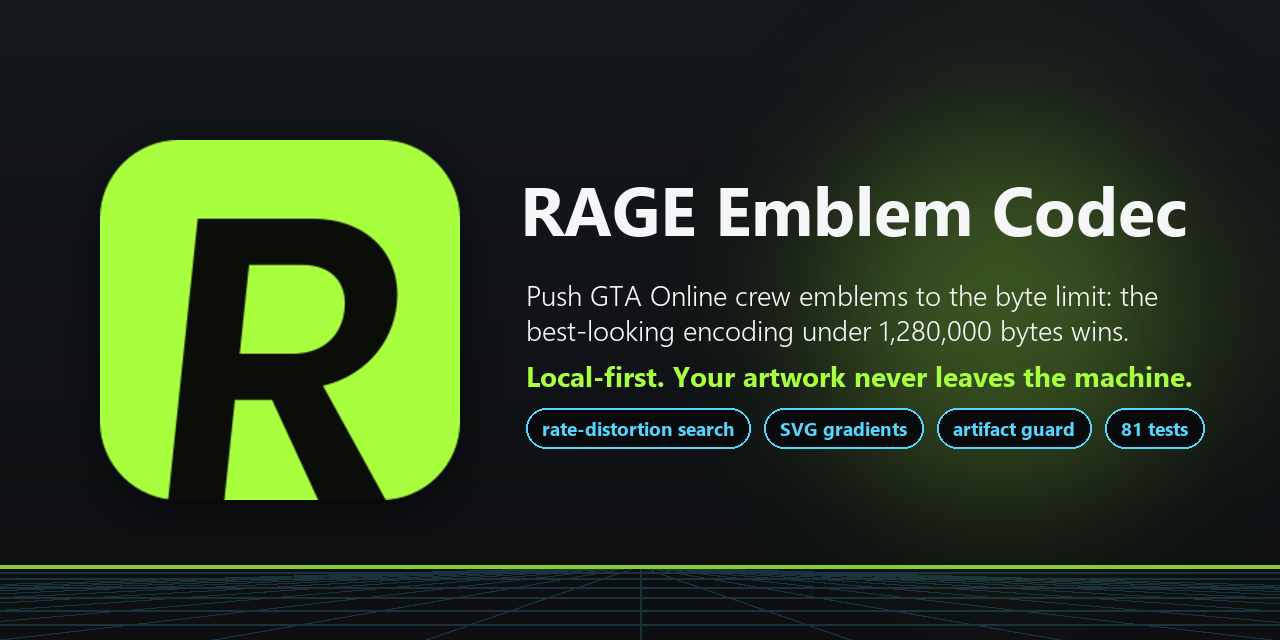 R
RAGE Emblem Codec
Push GTA Online crew emblems to the byte limit: the
best-looking encoding under 1,280,000 bytes wins.
Local-first. Your artwork never leaves the machine.
rate-distortion search
SVG gradients
artifact guard
81 tests